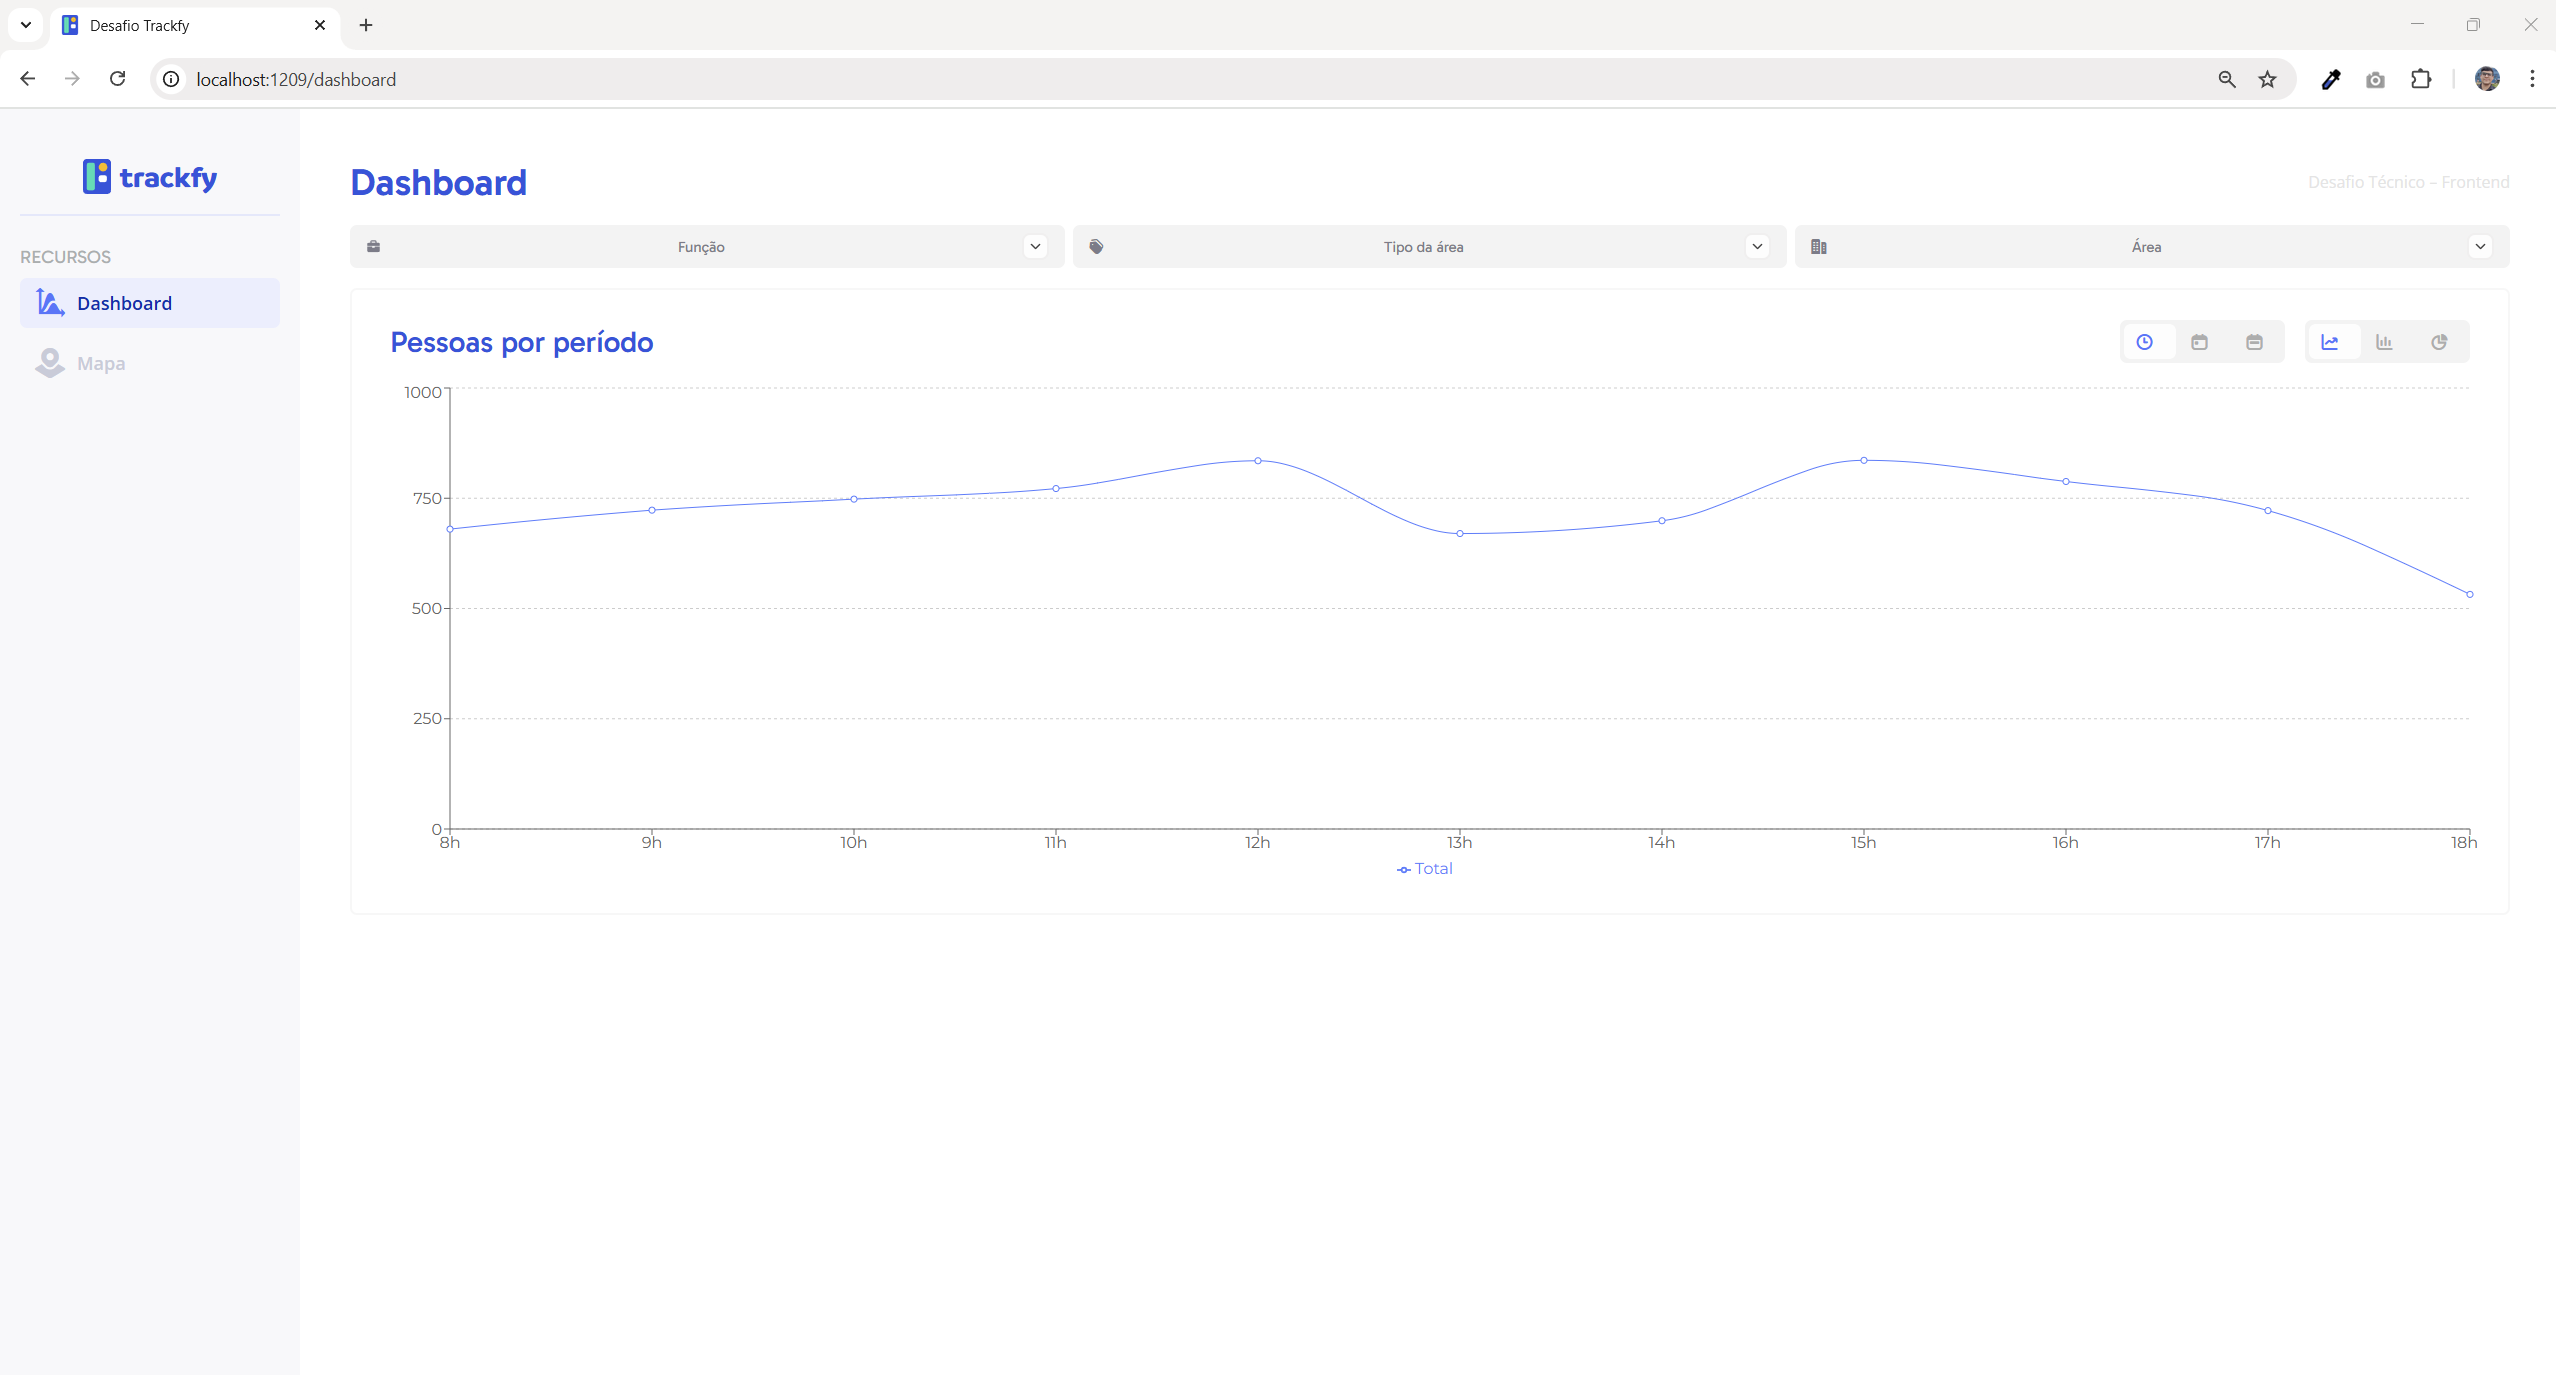 Desafio Trackfy
localhost:1209/dashboard
trackfy
RECURSOS
Dashboard
Mapa
Dashboard
Desafio Técnico – Frontend
Função
Tipo da área
Área
Pessoas por período
1000
750
500
250
0
8h 9h 10h 11h 12h 13h 14h 15h 16h 17h 18h
Total